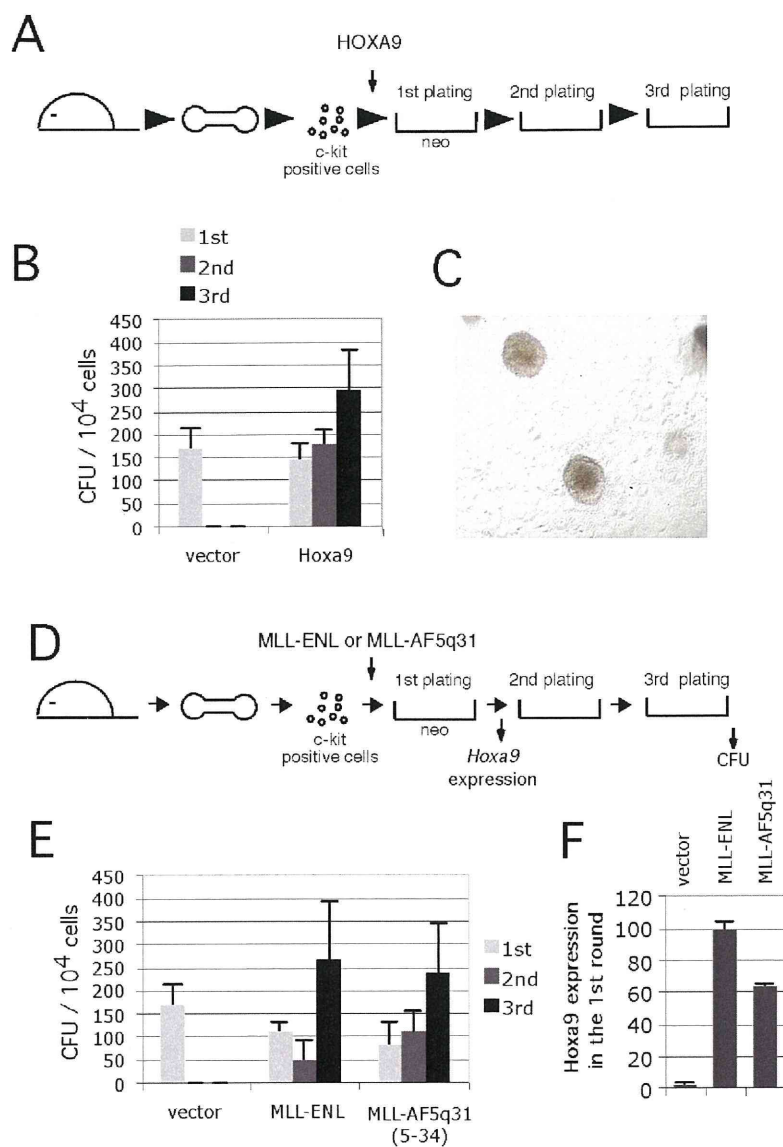 A
HOXA9
1st plating
2nd plating
3rd plating
c-kit
positive cells
neo
B
1st
2nd
3rd
CFU / 10⁴ cells
450
400
350
300
250
200
150
100
50
0
vector
Hoxa9
C
D
MLL-ENL or MLL-AF5q31
1st plating
2nd plating
3rd plating
c-kit
positive cells
neo
Hoxa9
expression
CFU
E
CFU / 10⁴ cells
450
400
350
300
250
200
150
100
50
0
vector
MLL-ENL
MLL-AF5q31
(5-34)
1st
2nd
3rd
F
vector
MLL-ENL
MLL-AF5q31
Hoxa9 expression
in the 1st round
120
100
80
60
40
20
0